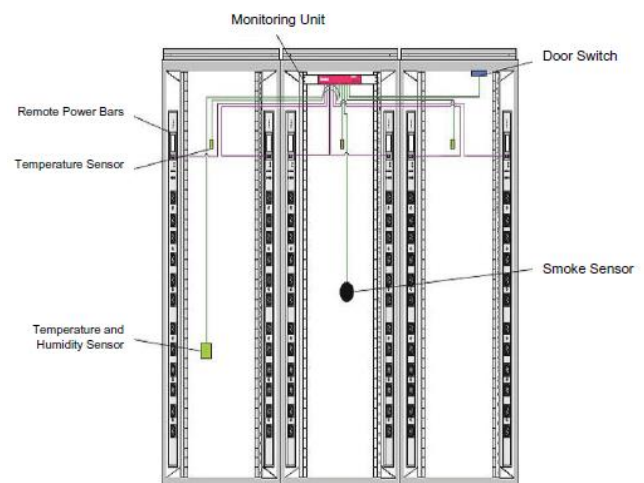 Monitoring Unit
Door Switch
Remote Power Bars
Temperature Sensor
Smoke Sensor
Temperature and
Humidity Sensor